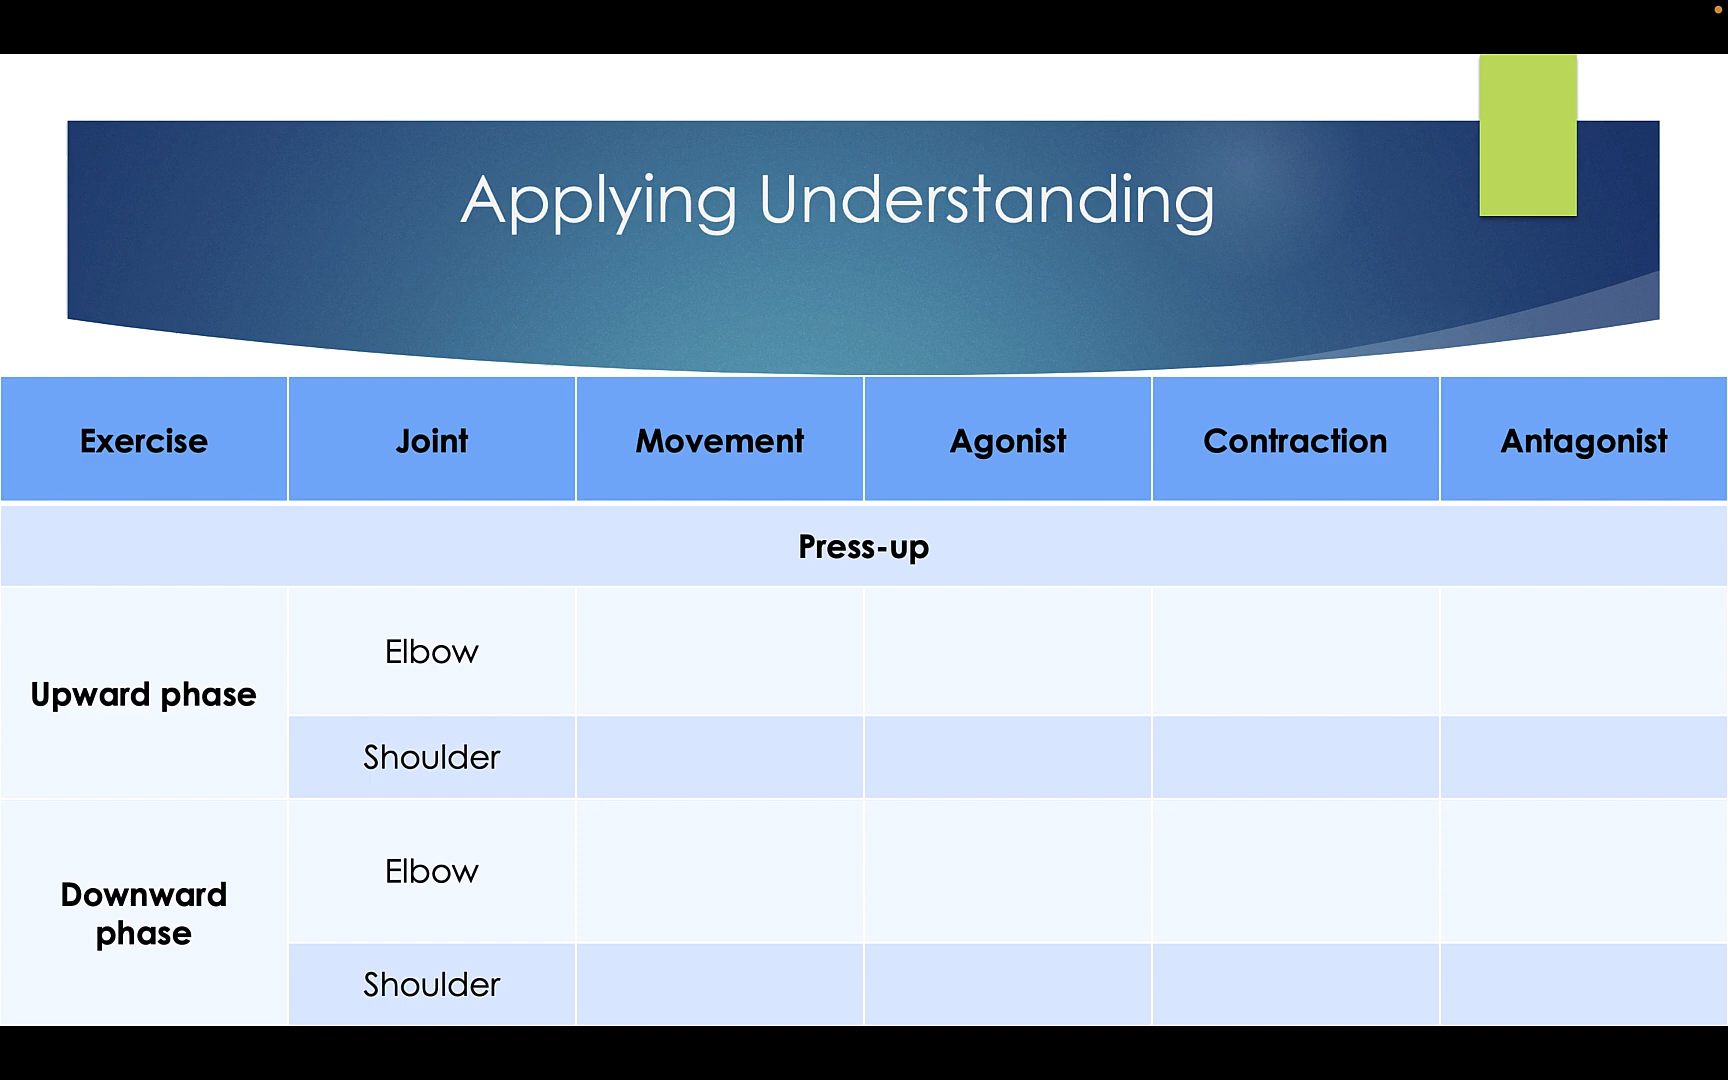 Applying Understanding
Exercise Joint Movement Agonist Contraction Antagonist
Press-up
Upward phase
Elbow
Shoulder
Downward
phase
Elbow
Shoulder